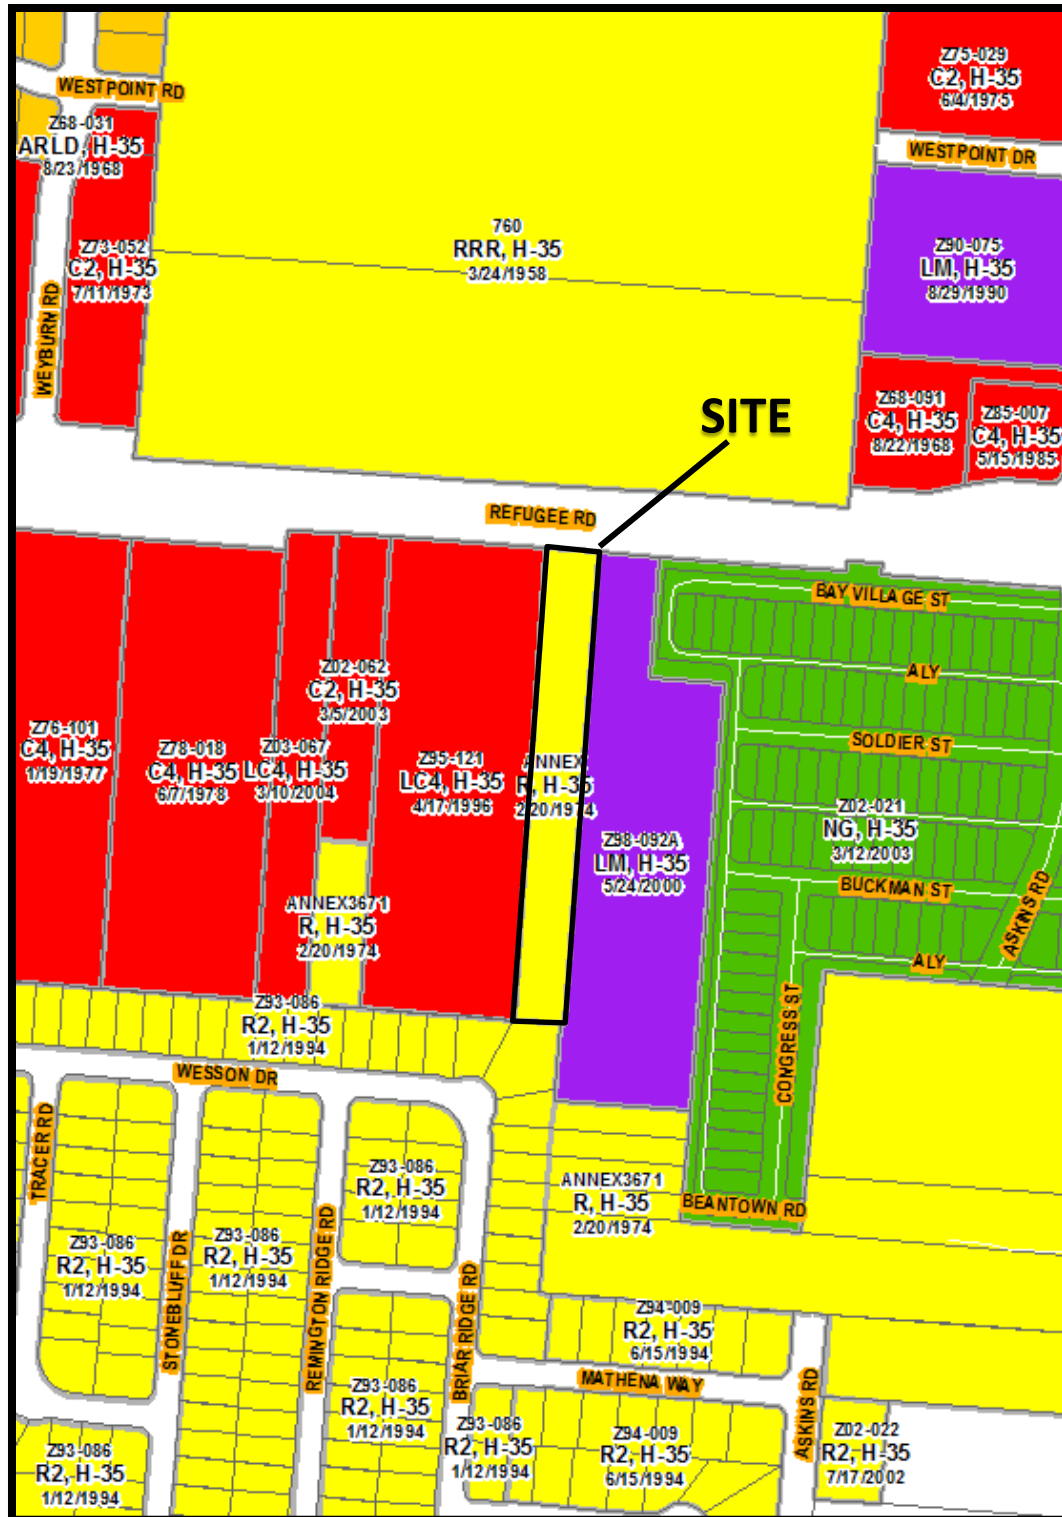 Z75-029
C2, H-35
6/4/1975
WESTPOINT RD
Z68-031
ARLD, H-35
8/23/1968
WESTPOINT DR
760
RRR, H-35
3/24/1958
Z73-052
C2, H-35
7/11/1973
Z90-075
LM, H-35
8/29/1990
WEYBURN RD
Z68-091
C4, H-35
8/22/1968
Z85-007
C4, H-35
5/15/1985
SITE
REFUGEE RD
BAY VILLAGE ST
ALY
Z02-062
C2, H-35
3/5/2003
Z76-101
C4, H-35
1/19/1977
Z78-018
C4, H-35
6/7/1978
Z03-067
LC4, H-35
3/10/2004
Z95-121
LC4, H-35
4/17/1996
ANNEX
R, H-35
2/20/1974
SOLDIER ST
Z02-021
NG, H-35
3/12/2003
Z98-092A
LM, H-35
5/24/2000
BUCKMAN ST
ASKINS RD
ALY
ANNEX3671
R, H-35
2/20/1974
Z93-086
R2, H-35
1/12/1994
CONGRESS ST
WESSON DR
TRACER RD
Z93-086
R2, H-35
1/12/1994
ANNEX3671
R, H-35
2/20/1974
BEANTOWN RD
Z93-086
R2, H-35
1/12/1994
STONEBLUFF DR
Z93-086
R2, H-35
1/12/1994
REMINGTON RIDGE RD
BRIAR RIDGE RD
Z94-009
R2, H-35
6/15/1994
MATHENA WAY
ASKINS RD
Z93-086
R2, H-35
1/12/1994
Z93-086
R2, H-35
1/12/1994
Z93-086
R2, H-35
1/12/1994
Z94-009
R2, H-35
6/15/1994
Z02-022
R2, H-35
7/17/2002